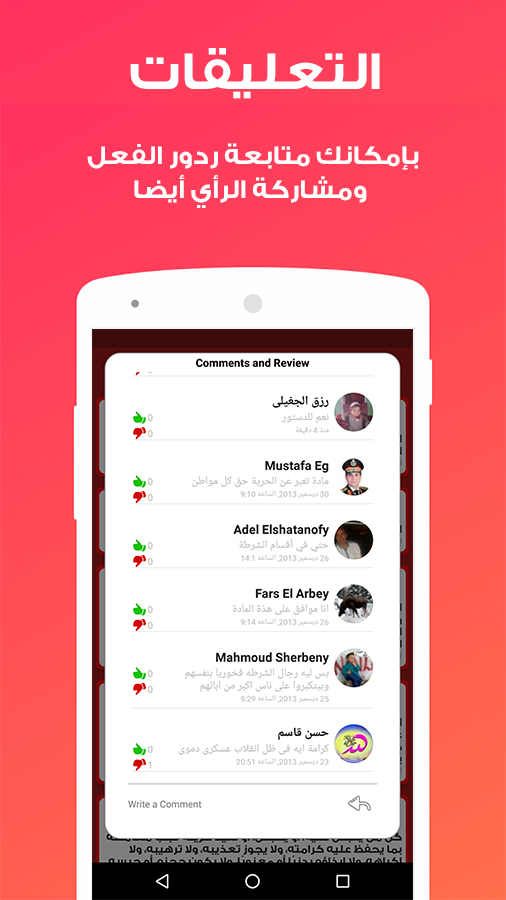 التعليقات
بإمكانك متابعة ردور الفعل
ومشاركة الرأي أيضا
Comments and Review
0
رزق الجفيلى
نعم للدستور
منذ 4 دقيقة
0
0
Mustafa Eg
مادة تعبر عن الحرية حق كل مواطن
30 ديسمبر 2013, الساعه 9:10
0
0
Adel Elshatanofy
حتي في أقسام الشرطة
26 ديسمبر 2013, الساعه 14:1
0
0
Fars El Arbey
انا موافق على هذة المادة
26 ديسمبر 2013, الساعه 9:14
0
0
Mahmoud Sherbeny
بس ليه رجال الشرطه فخوريا بنفسهم
وبيتكبروا على ناس اكبر من ابائهم
25 ديسمبر 2013, الساعه 9:29
0
0
حسن قاسم
كرامة ايه فى ظل انقلاب عسكرى دموى
23 ديسمبر 2013, الساعه 20:51
0
1
Write a Comment
بما يحفظ عليه كرامته، ولا يجوز تعذيبه، ولا ترهيبه، ولا